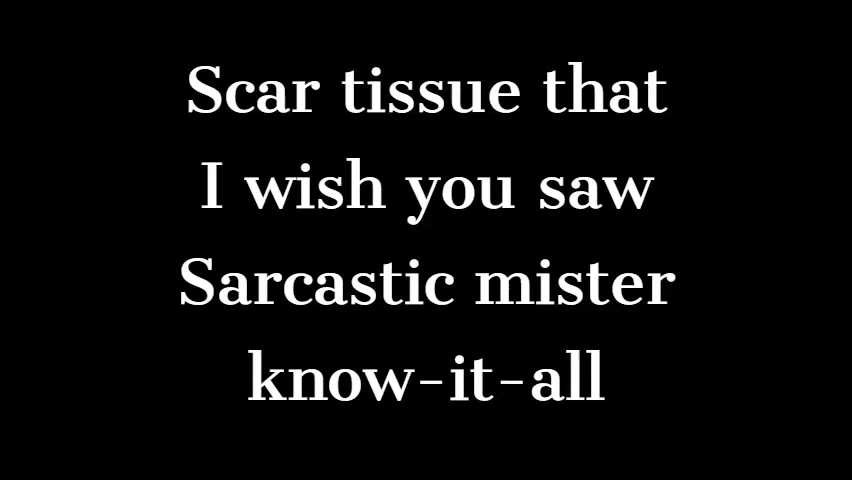 Scar tissue that
I wish you saw
Sarcastic mister
know-it-all